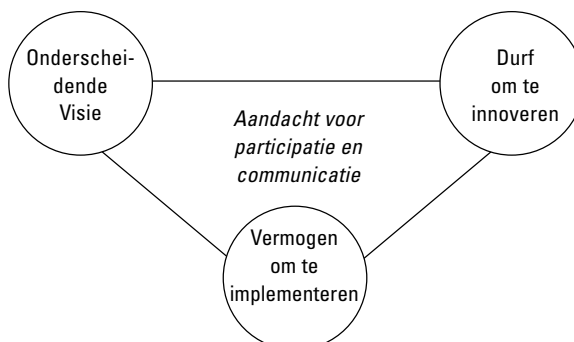 Onderschei-
dende
Visie
Durf
om te
innoveren
Aandacht voor
participatie en
communicatie
Vermogen
om te
implementeren